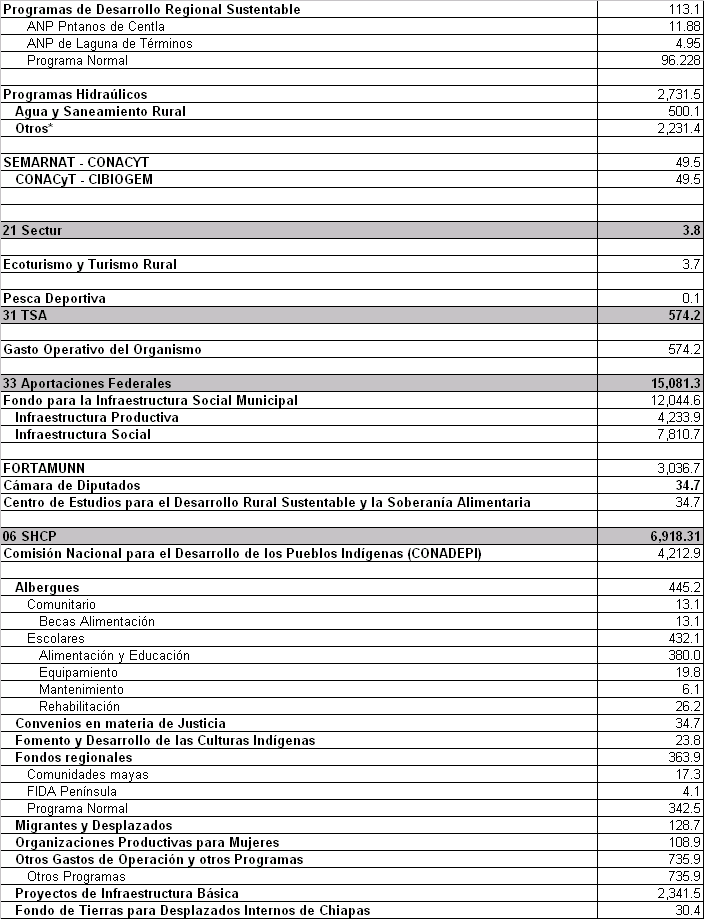 Programas de Desarrollo Regional Sustentable 113.1
ANP Pntanos de Centla 11.88
ANP de Laguna de Términos 4.95
Programa Normal 96.228
Programas Hidraúlicos 2,731.5
Agua y Saneamiento Rural 500.1
Otros* 2,231.4
SEMARNAT - CONACYT 49.5
CONACyT - CIBIOGEM 49.5
21 Sectur 3.8
Ecoturismo y Turismo Rural 3.7
Pesca Deportiva 0.1
31 TSA 574.2
Gasto Operativo del Organismo 574.2
33 Aportaciones Federales 15,081.3
Fondo para la Infraestructura Social Municipal 12,044.6
Infraestructura Productiva 4,233.9
Infraestructura Social 7,810.7
FORTAMUNN 3,036.7
Cámara de Diputados 34.7
Centro de Estudios para el Desarrollo Rural Sustentable y la Soberanía Alimentaria 34.7
06 SHCP 6,918.31
Comisión Nacional para el Desarrollo de los Pueblos Indígenas (CONADEPI) 4,212.9
Albergues 445.2
Comunitario 13.1
Becas Alimentación 13.1
Escolares 432.1
Alimentación y Educación 380.0
Equipamiento 19.8
Mantenimiento 6.1
Rehabilitación 26.2
Convenios en materia de Justicia 34.7
Fomento y Desarrollo de las Culturas Indígenas 23.8
Fondos regionales 363.9
Comunidades mayas 17.3
FIDA Península 4.1
Programa Normal 342.5
Migrantes y Desplazados 128.7
Organizaciones Productivas para Mujeres 108.9
Otros Gastos de Operación y otros Programas 735.9
Otros Programas 735.9
Proyectos de Infraestructura Básica 2,341.5
Fondo de Tierras para Desplazados Internos de Chiapas 30.4